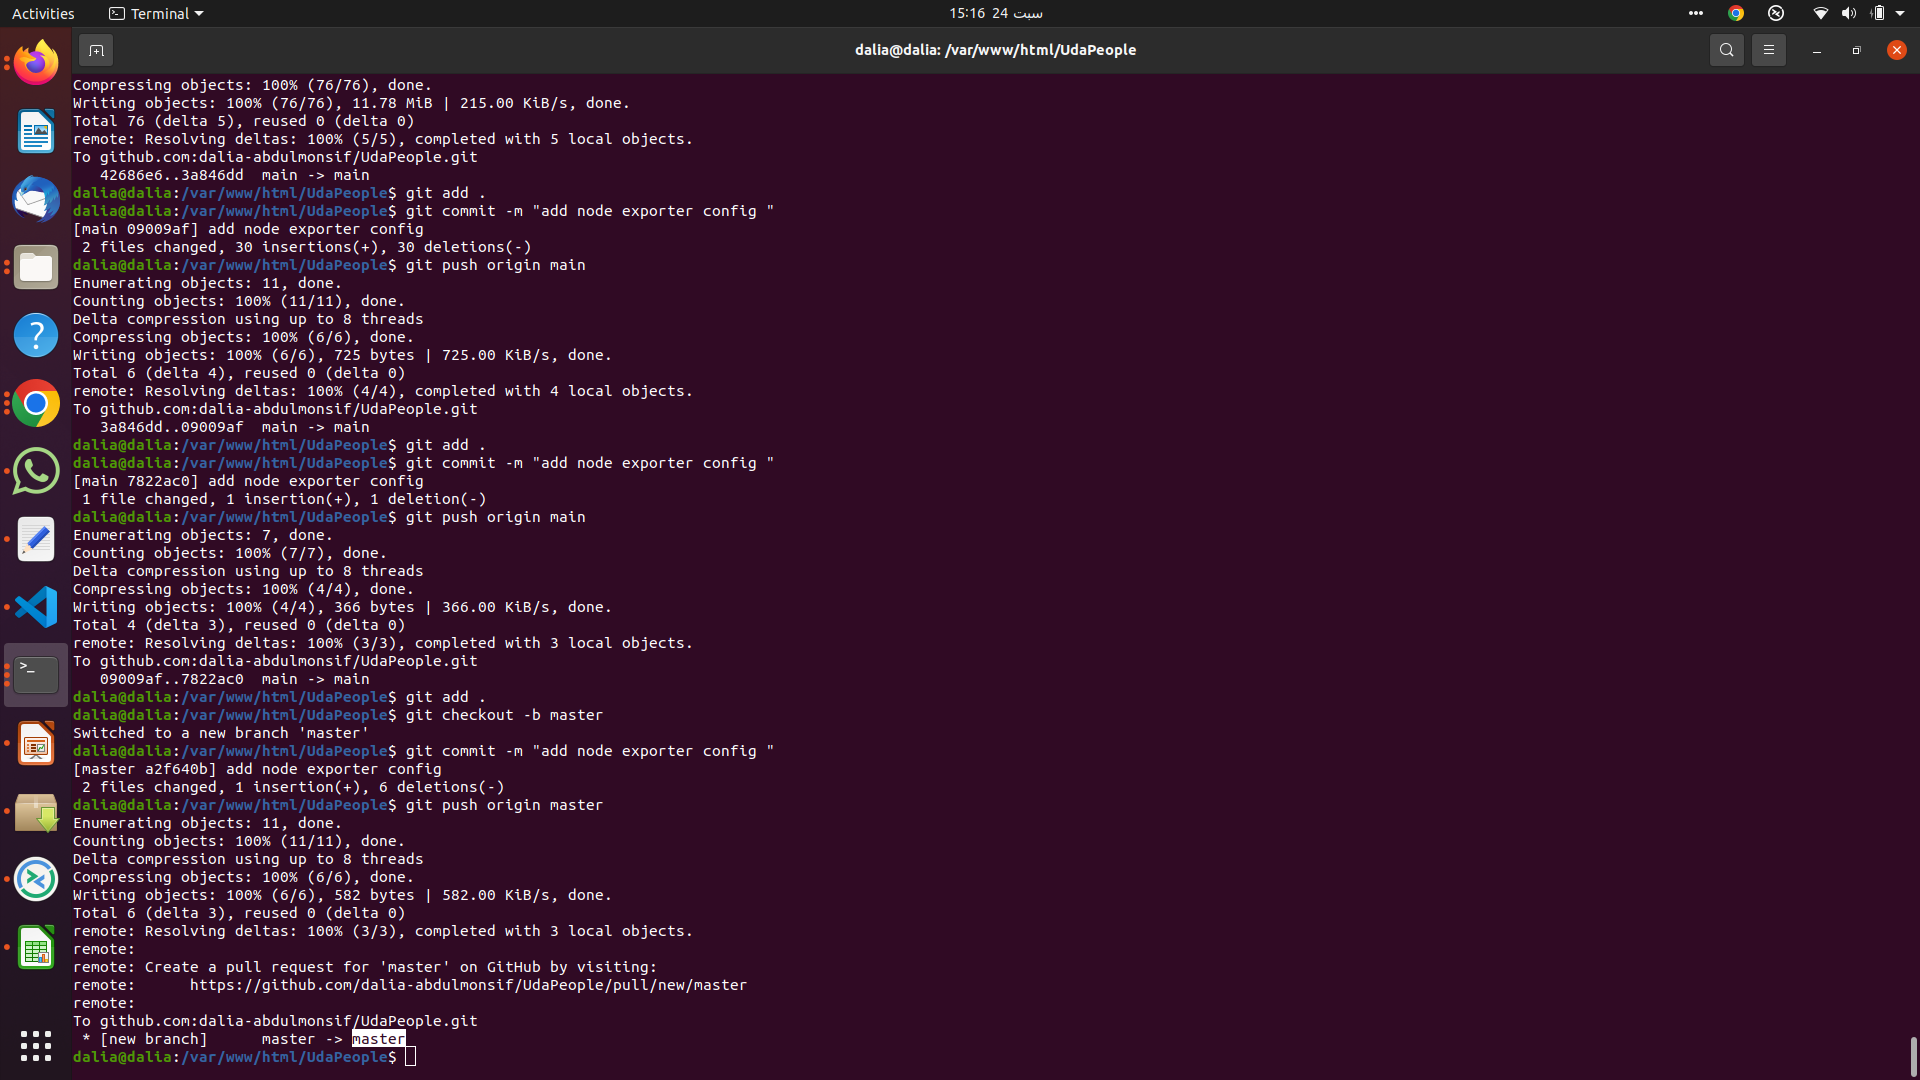 Activities
Terminal
15:16 24 سبت
dalia@dalia: /var/www/html/UdaPeople
Compressing objects: 100% (76/76), done.
Writing objects: 100% (76/76), 11.78 MiB | 215.00 KiB/s, done.
Total 76 (delta 5), reused 0 (delta 0)
remote: Resolving deltas: 100% (5/5), completed with 5 local objects.
To github.com:dalia-abdulmonsif/UdaPeople.git
   42686e6..3a846dd  main -> main
dalia@dalia:/var/www/html/UdaPeople$ git add .
dalia@dalia:/var/www/html/UdaPeople$ git commit -m "add node exporter config "
[main 09009af] add node exporter config
 2 files changed, 30 insertions(+), 30 deletions(-)
dalia@dalia:/var/www/html/UdaPeople$ git push origin main
Enumerating objects: 11, done.
Counting objects: 100% (11/11), done.
Delta compression using up to 8 threads
Compressing objects: 100% (6/6), done.
Writing objects: 100% (6/6), 725 bytes | 725.00 KiB/s, done.
Total 6 (delta 4), reused 0 (delta 0)
remote: Resolving deltas: 100% (4/4), completed with 4 local objects.
To github.com:dalia-abdulmonsif/UdaPeople.git
   3a846dd..09009af  main -> main
dalia@dalia:/var/www/html/UdaPeople$ git add .
dalia@dalia:/var/www/html/UdaPeople$ git commit -m "add node exporter config "
[main 7822ac0] add node exporter config
 1 file changed, 1 insertion(+), 1 deletion(-)
dalia@dalia:/var/www/html/UdaPeople$ git push origin main
Enumerating objects: 7, done.
Counting objects: 100% (7/7), done.
Delta compression using up to 8 threads
Compressing objects: 100% (4/4), done.
Writing objects: 100% (4/4), 366 bytes | 366.00 KiB/s, done.
Total 4 (delta 3), reused 0 (delta 0)
remote: Resolving deltas: 100% (3/3), completed with 3 local objects.
To github.com:dalia-abdulmonsif/UdaPeople.git
   09009af..7822ac0  main -> main
dalia@dalia:/var/www/html/UdaPeople$ git add .
dalia@dalia:/var/www/html/UdaPeople$ git checkout -b master
Switched to a new branch 'master'
dalia@dalia:/var/www/html/UdaPeople$ git commit -m "add node exporter config "
[master a2f640b] add node exporter config
 2 files changed, 1 insertion(+), 6 deletions(-)
dalia@dalia:/var/www/html/UdaPeople$ git push origin master
Enumerating objects: 11, done.
Counting objects: 100% (11/11), done.
Delta compression using up to 8 threads
Compressing objects: 100% (6/6), done.
Writing objects: 100% (6/6), 582 bytes | 582.00 KiB/s, done.
Total 6 (delta 3), reused 0 (delta 0)
remote: Resolving deltas: 100% (3/3), completed with 3 local objects.
remote:
remote: Create a pull request for 'master' on GitHub by visiting:
remote:      https://github.com/dalia-abdulmonsif/UdaPeople/pull/new/master
remote:
To github.com:dalia-abdulmonsif/UdaPeople.git
 * [new branch]      master -> master
dalia@dalia:/var/www/html/UdaPeople$